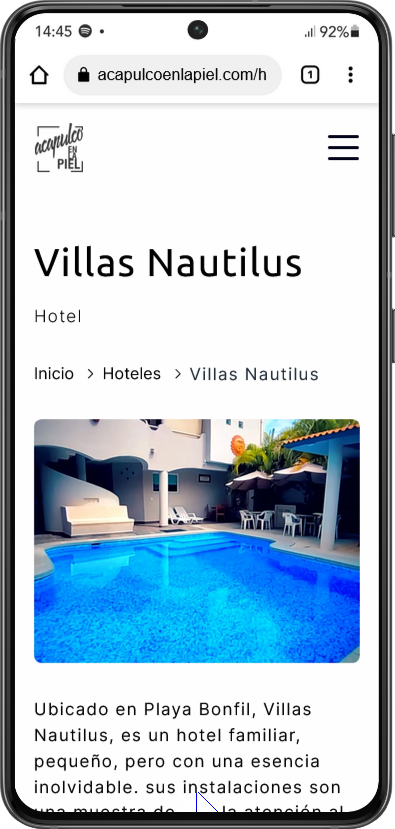 14:45
92%
acapulcoenlapiel.com/h
1
acapulco
EN
LA
PIEL
Villas Nautilus
Hotel
Inicio > Hoteles > Villas Nautilus
Ubicado en Playa Bonfil, Villas
Nautilus, es un hotel familiar,
pequeño, pero con una esencia
inolvidable. sus instalaciones son
una muestra de la atención al